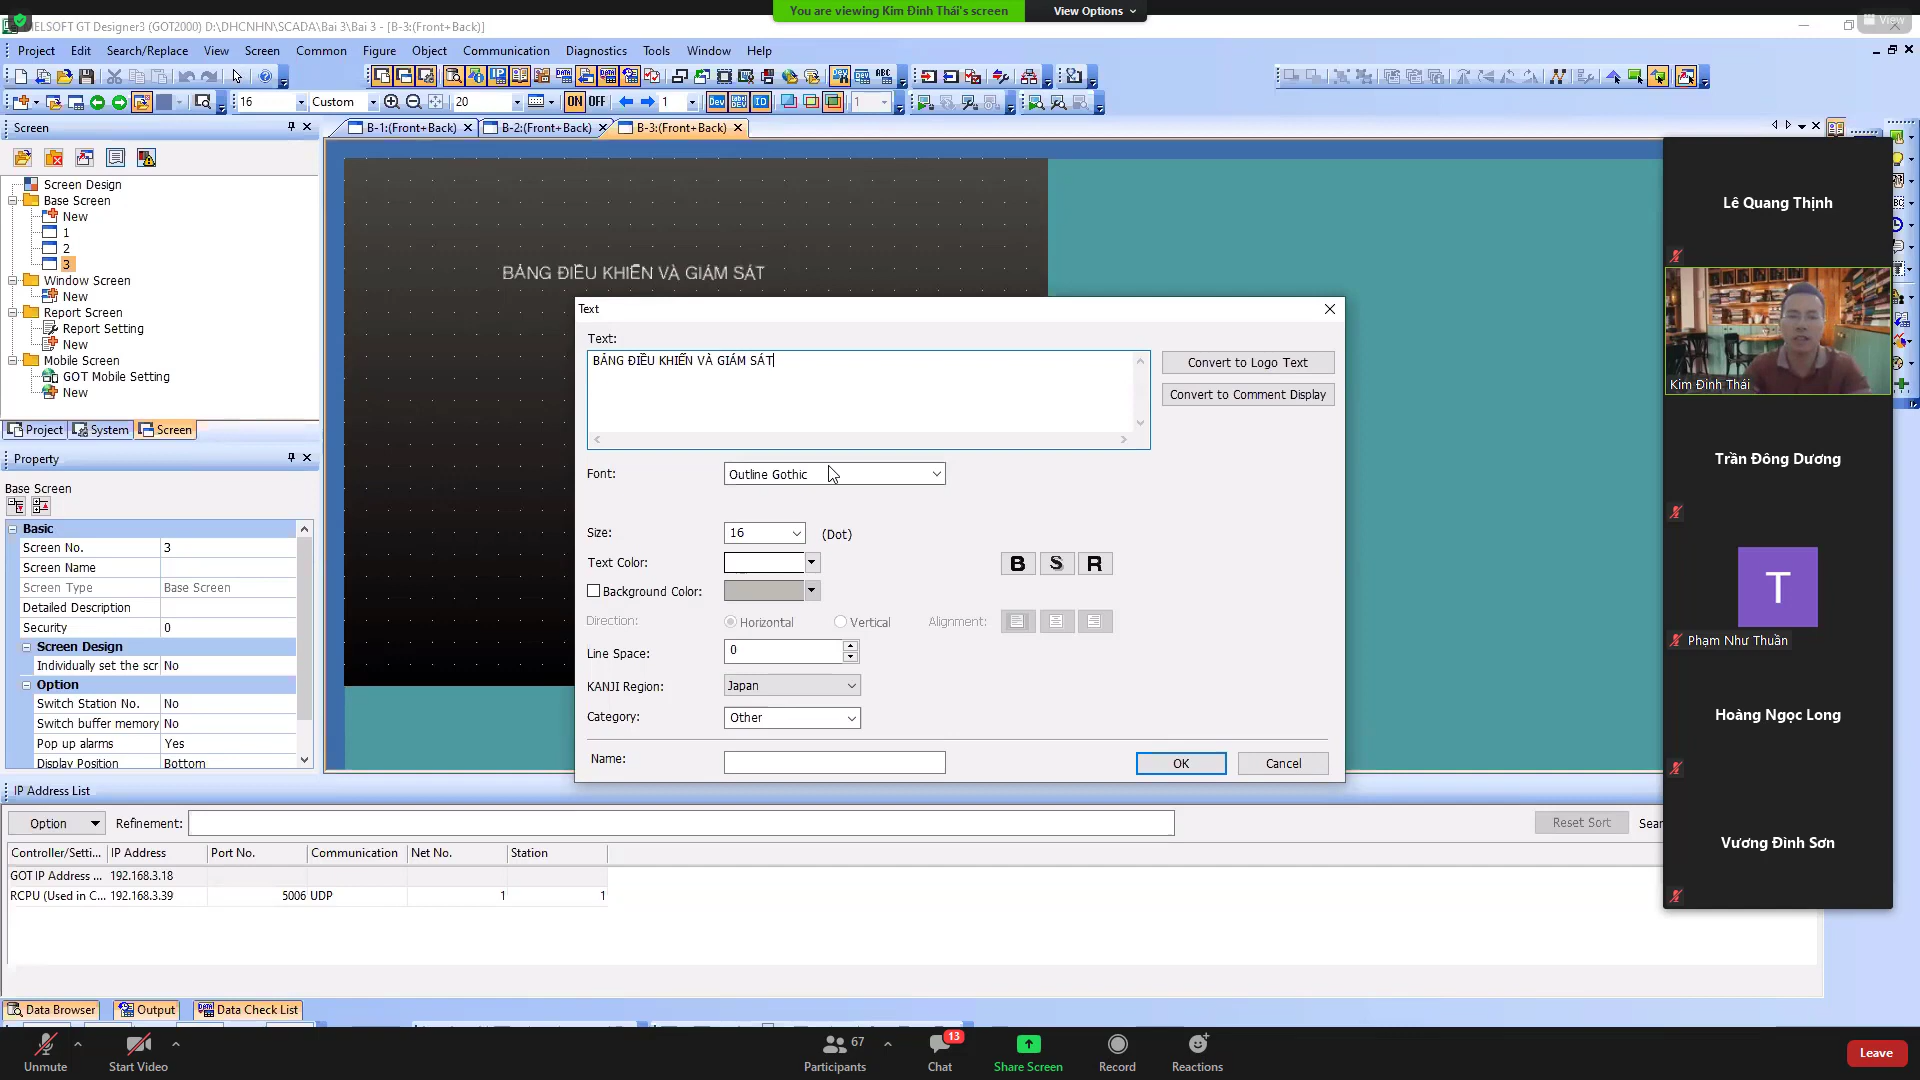 You are viewing Kim Đình Thái's screen
View Options
View
MELSOFT GT Designer3 (GOT2000) D:\DHCNHN\SCADA\Bai 3\Bai 3 - [B-3:(Front+Back)]
Project Edit Search/Replace View Screen Common Figure Object Communication Diagnostics Tools Window Help
16 Custom 20 ON OFF 1 Dev ID 1
Screen
B-1:(Front+Back) B-2:(Front+Back) B-3:(Front+Back)
Screen Design
Base Screen
New
1
2
3
Window Screen
New
Report Screen
Report Setting
New
Mobile Screen
GOT Mobile Setting
New
Project System Screen
Property
Base Screen
Basic
Screen No. 3
Screen Name
Screen Type Base Screen
Detailed Description
Security 0
Screen Design
Individually set the scr No
Option
Switch Station No. No
Switch buffer memory No
Pop up alarms Yes
Display Position Bottom
BẢNG ĐIỀU KHIỂN VÀ GIÁM SÁT
Text
Text:
BẢNG ĐIỀU KHIỂN VÀ GIÁM SÁT
Convert to Logo Text
Convert to Comment Display
Font: Outline Gothic
Size: 16 (Dot)
Text Color: B S R
Background Color:
Direction: Horizontal Vertical Alignment:
Line Space: 0
KANJI Region: Japan
Category: Other
Name:
OK Cancel
Lê Quang Thịnh
Kim Đình Thái
Trần Đông Dương
T
Phạm Như Thuần
Hoàng Ngọc Long
Vương Đình Sơn
IP Address List
Option Refinement: Reset Sort Sear
Controller/Setti... IP Address Port No. Communication Net No. Station
GOT IP Address ... 192.168.3.18
RCPU (Used in C... 192.168.3.39 5006 UDP 1 1
Data Browser Output Data Check List
Unmute Start Video Participants 67 Chat 13 Share Screen Record Reactions Leave